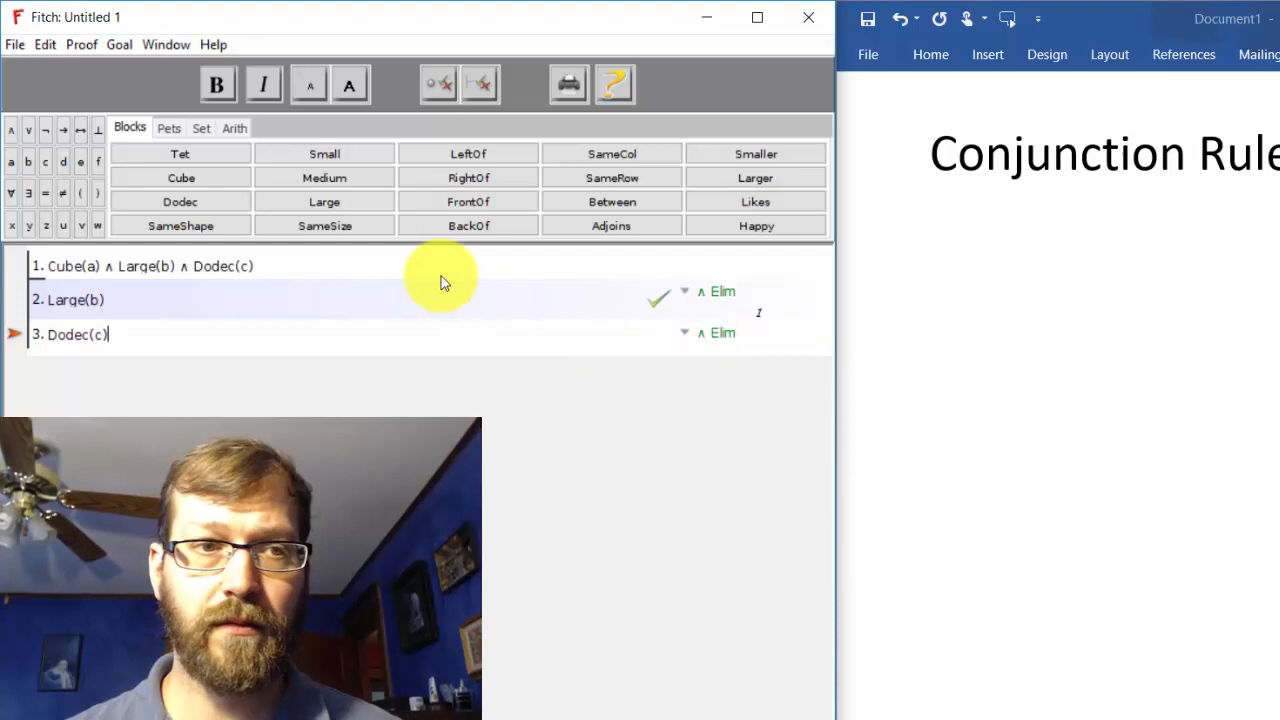 Fitch: Untitled 1
File Edit Proof Goal Window Help
B I A A
∧ ∨ ¬ → ↔ ⊥
a b c d e f
∀ ∃ = ≠ ( )
x y z u v w
Blocks Pets Set Arith
Tet Small LeftOf SameCol Smaller
Cube Medium RightOf SameRow Larger
Dodec Large FrontOf Between Likes
SameShape SameSize BackOf Adjoins Happy
1. Cube(a) ∧ Large(b) ∧ Dodec(c)
2. Large(b) ∧ Elim
1
3. Dodec(c) ∧ Elim
Document1 -
File Home Insert Design Layout References Mailing
Conjunction Rule